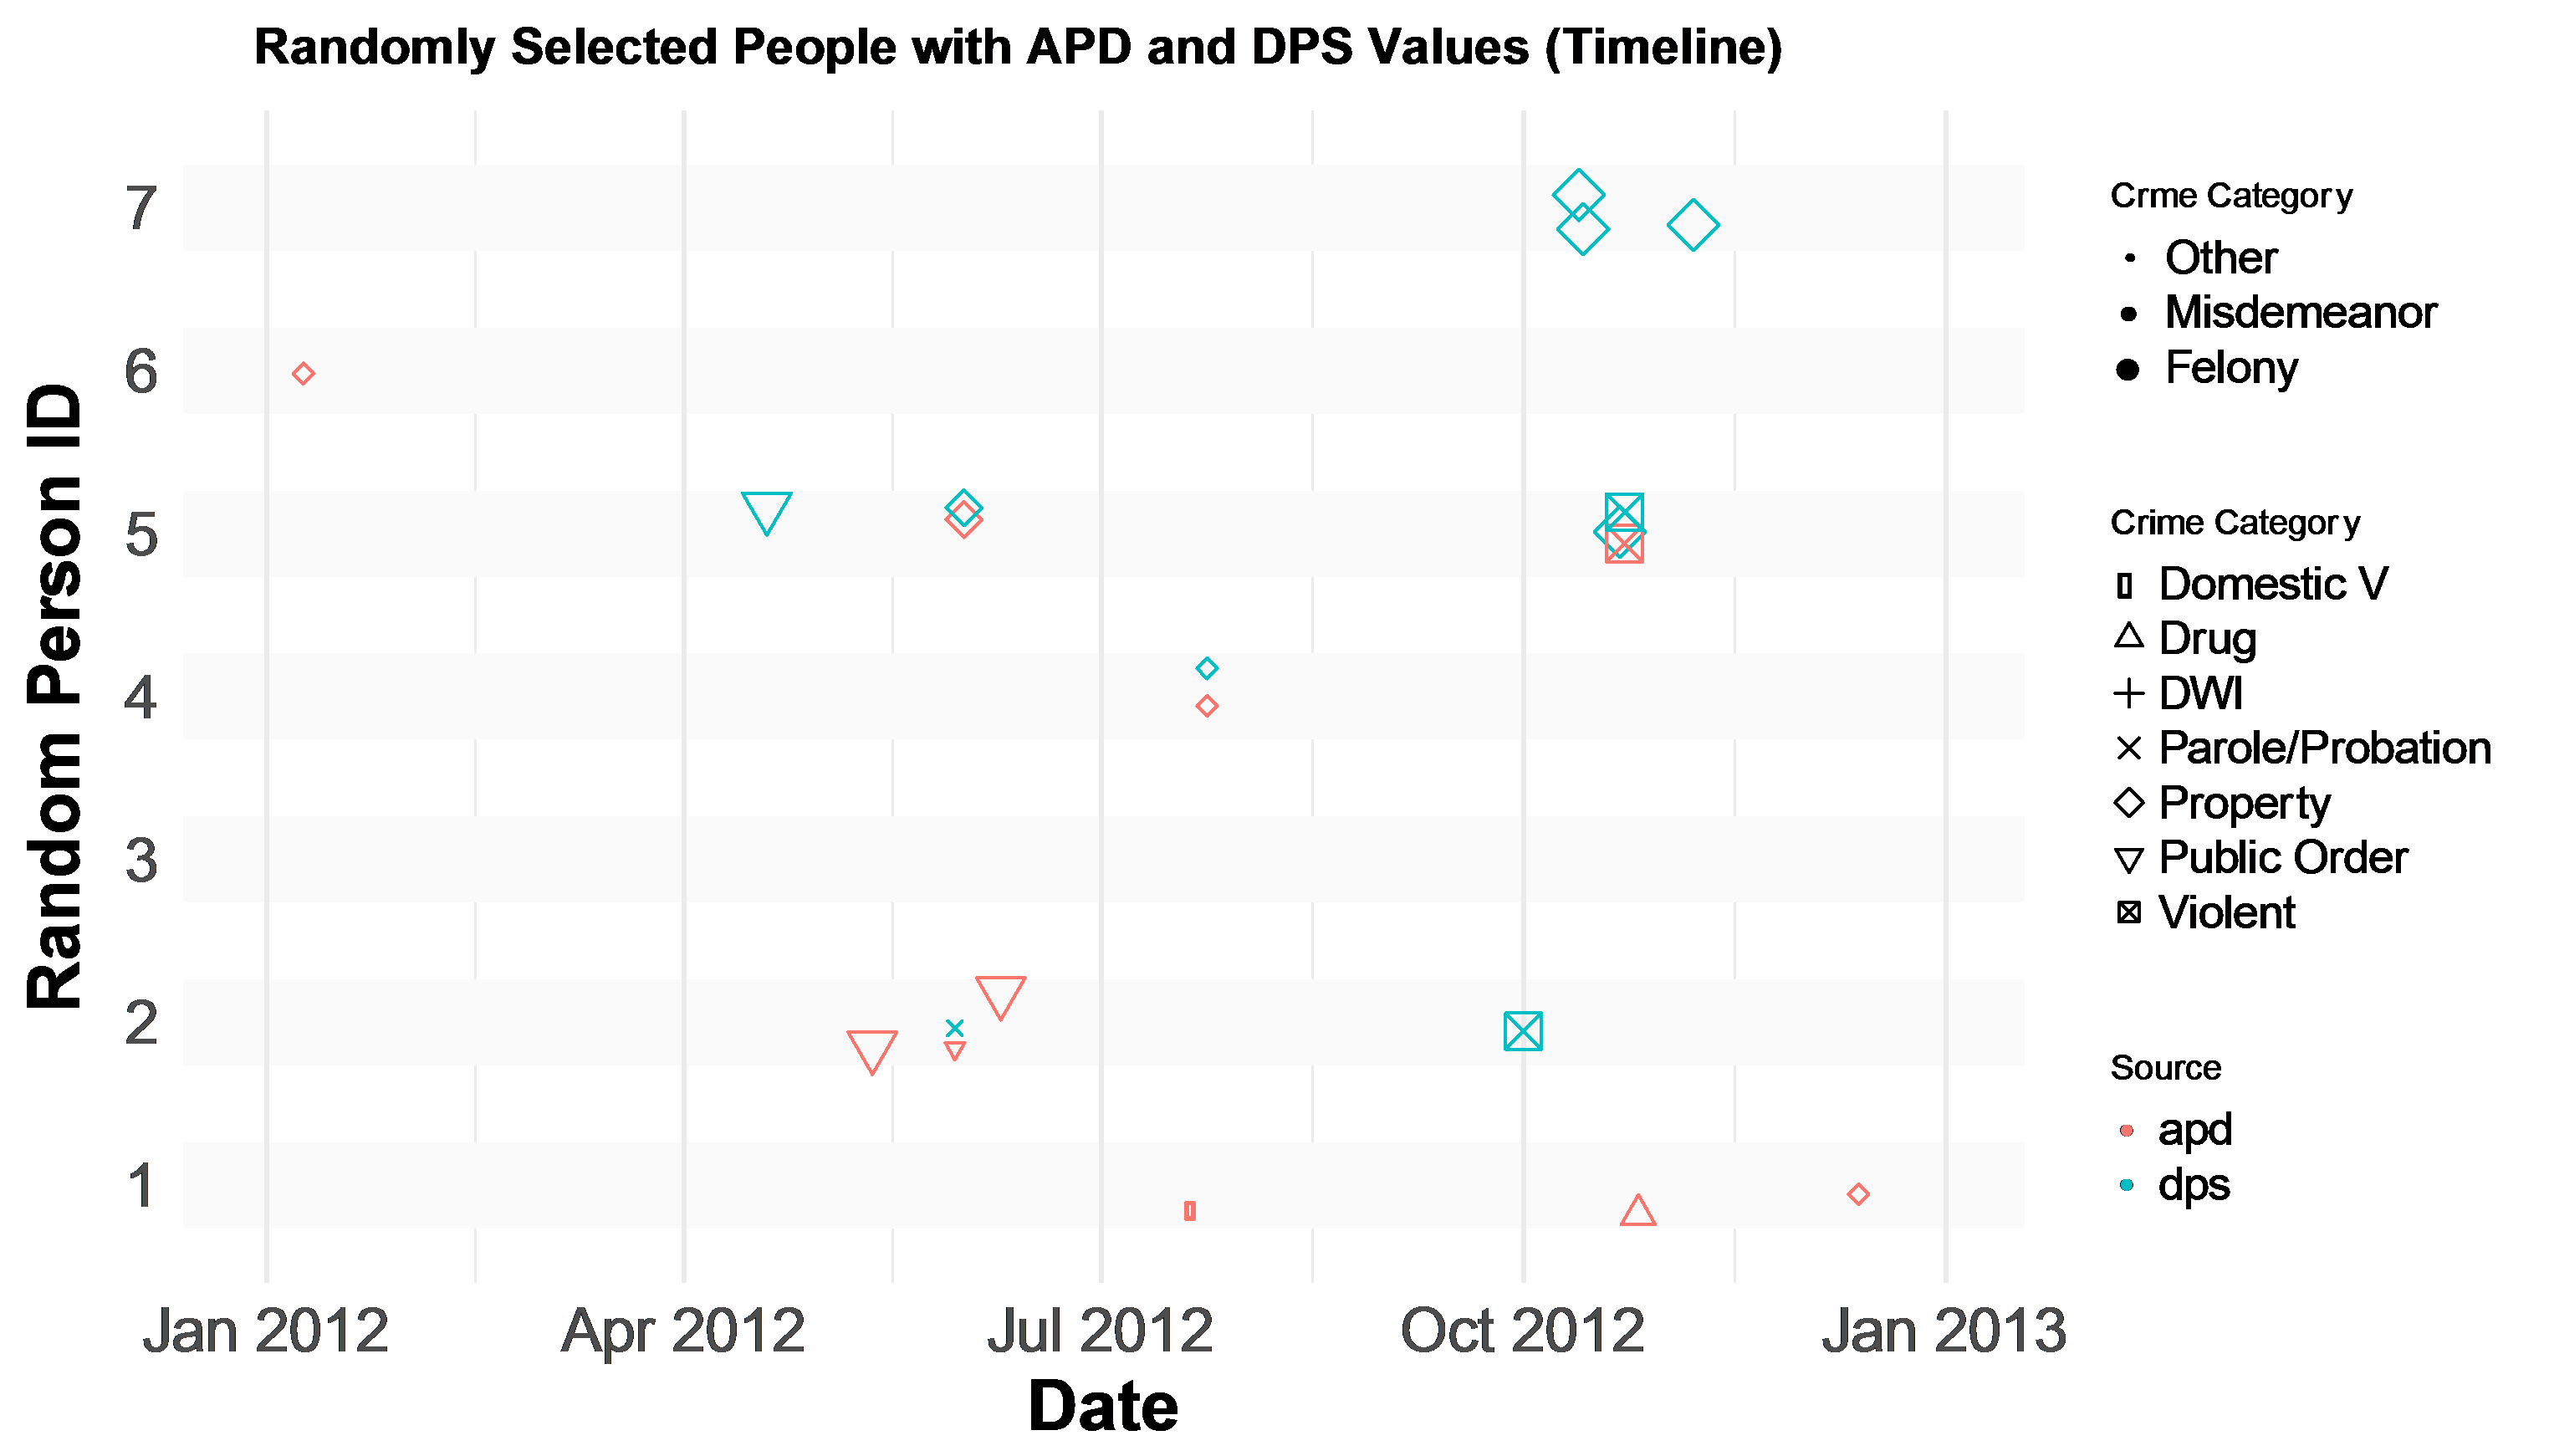 Randomly Selected People with APD and DPS Values (Timeline)
Random Person ID
7
6
5
4
3
2
1
Jan 2012
Apr 2012
Jul 2012
Oct 2012
Jan 2013
Date
Crme Category
Other
Misdemeanor
Felony
Crime Category
Domestic V
Drug
DWI
Parole/Probation
Property
Public Order
Violent
Source
apd
dps